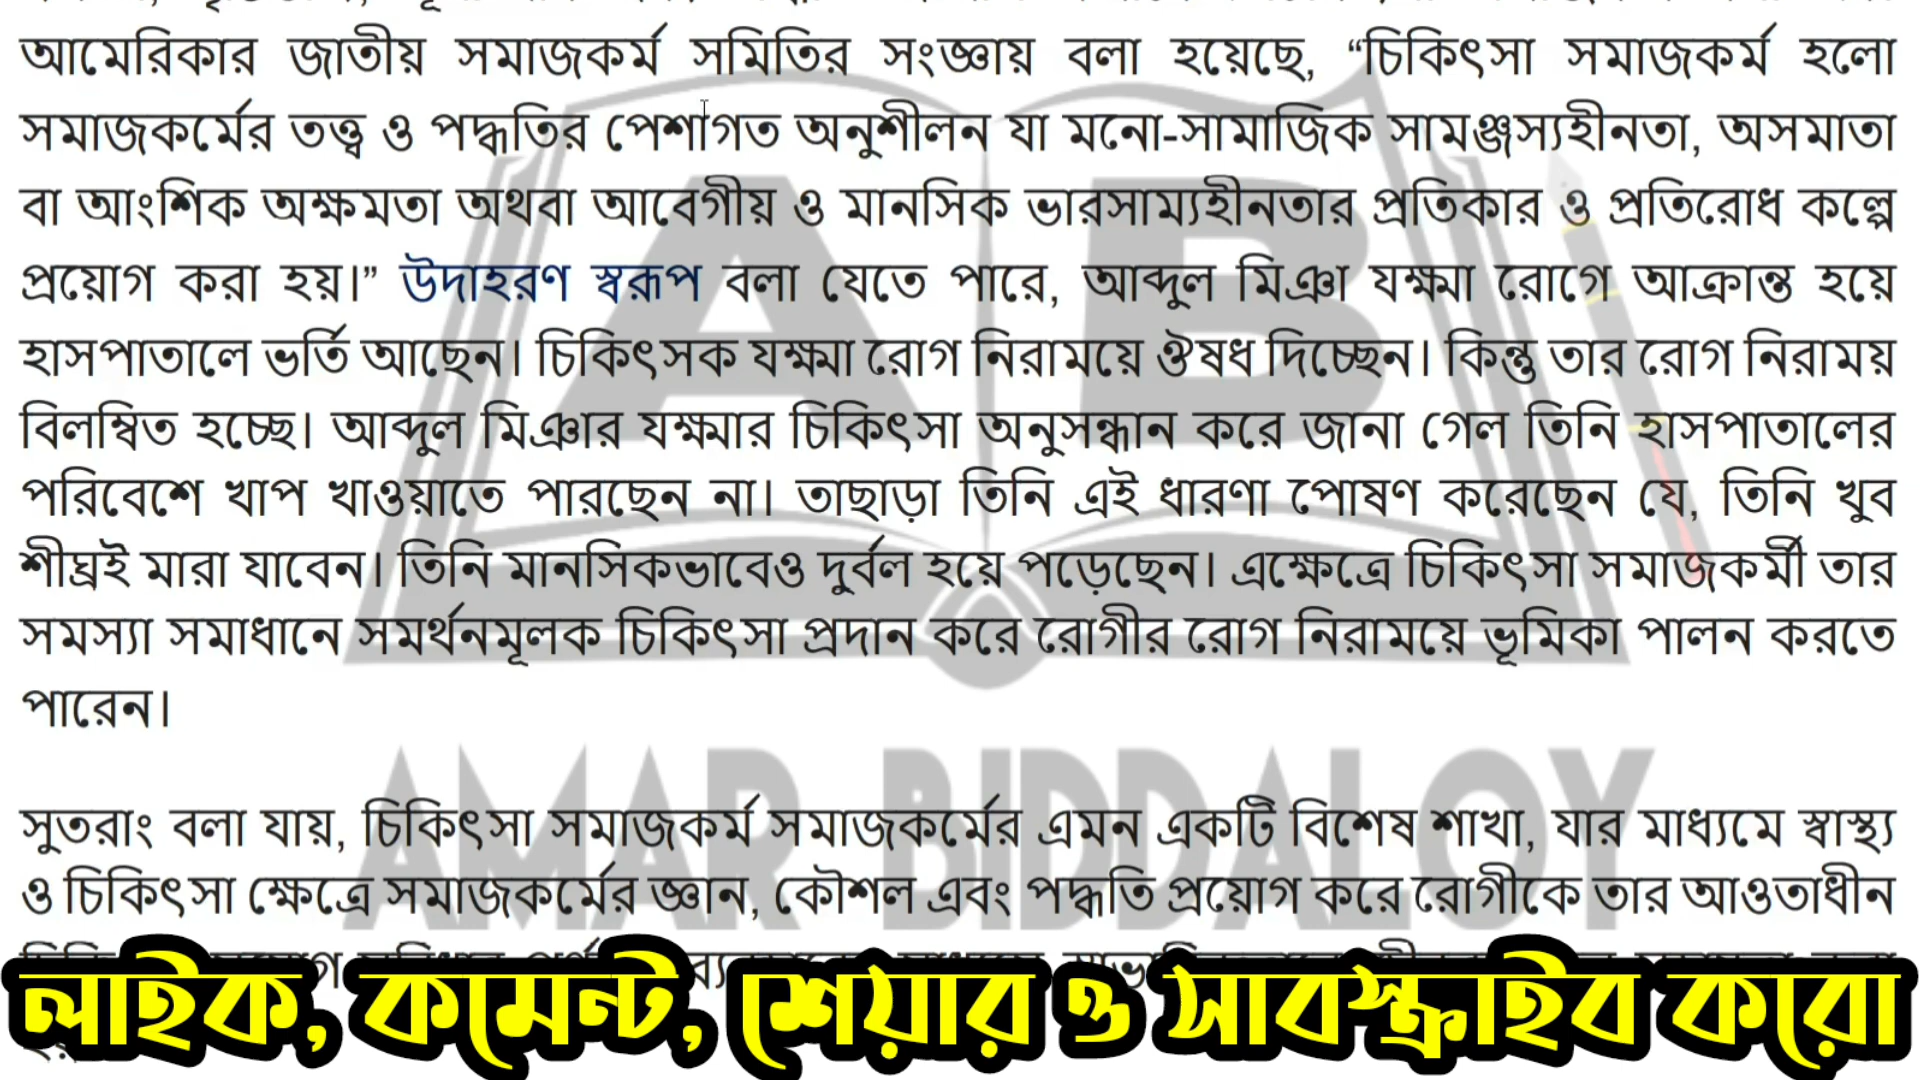 আমেরিকার জাতীয় সমাজকর্ম সমিতির সংজ্ঞায় বলা হয়েছে, “চিকিৎসা সমাজকর্ম হলো
সমাজকর্মের তত্ত্ব ও পদ্ধতির পেশাগত অনুশীলন যা মনো-সামাজিক সামঞ্জস্যহীনতা, অসমাতা
বা আংশিক অক্ষমতা অথবা আবেগীয় ও মানসিক ভারসাম্যহীনতার প্রতিকার ও প্রতিরোধ কল্পে
প্রয়োগ করা হয়।” উদাহরণ স্বরূপ বলা যেতে পারে, আব্দুল মিঞা যক্ষ্মা রোগে আক্রান্ত হয়ে
হাসপাতালে ভর্তি আছেন। চিকিৎসক যক্ষ্মা রোগ নিরাময়ে ঔষধ দিচ্ছেন। কিন্তু তার রোগ নিরাময়
বিলম্বিত হচ্ছে। আব্দুল মিঞার যক্ষ্মার চিকিৎসা অনুসন্ধান করে জানা গেল তিনি হাসপাতালের
পরিবেশে খাপ খাওয়াতে পারছেন না। তাছাড়া তিনি এই ধারণা পোষণ করেছেন যে, তিনি খুব
শীঘ্রই মারা যাবেন। তিনি মানসিকভাবেও দুর্বল হয়ে পড়েছেন। এক্ষেত্রে চিকিৎসা সমাজকর্মী তার
সমস্যা সমাধানে সমর্থনমূলক চিকিৎসা প্রদান করে রোগীর রোগ নিরাময়ে ভূমিকা পালন করতে
পারেন।
AMAR BIDDALOY
সুতরাং বলা যায়, চিকিৎসা সমাজকর্ম সমাজকর্মের এমন একটি বিশেষ শাখা, যার মাধ্যমে স্বাস্থ্য
ও চিকিৎসা ক্ষেত্রে সমাজকর্মের জ্ঞান, কৌশল এবং পদ্ধতি প্রয়োগ করে রোগীকে তার আওতাধীন
লাইক, কমেন্ট, শেয়ার ও সাবস্ক্রাইব করো